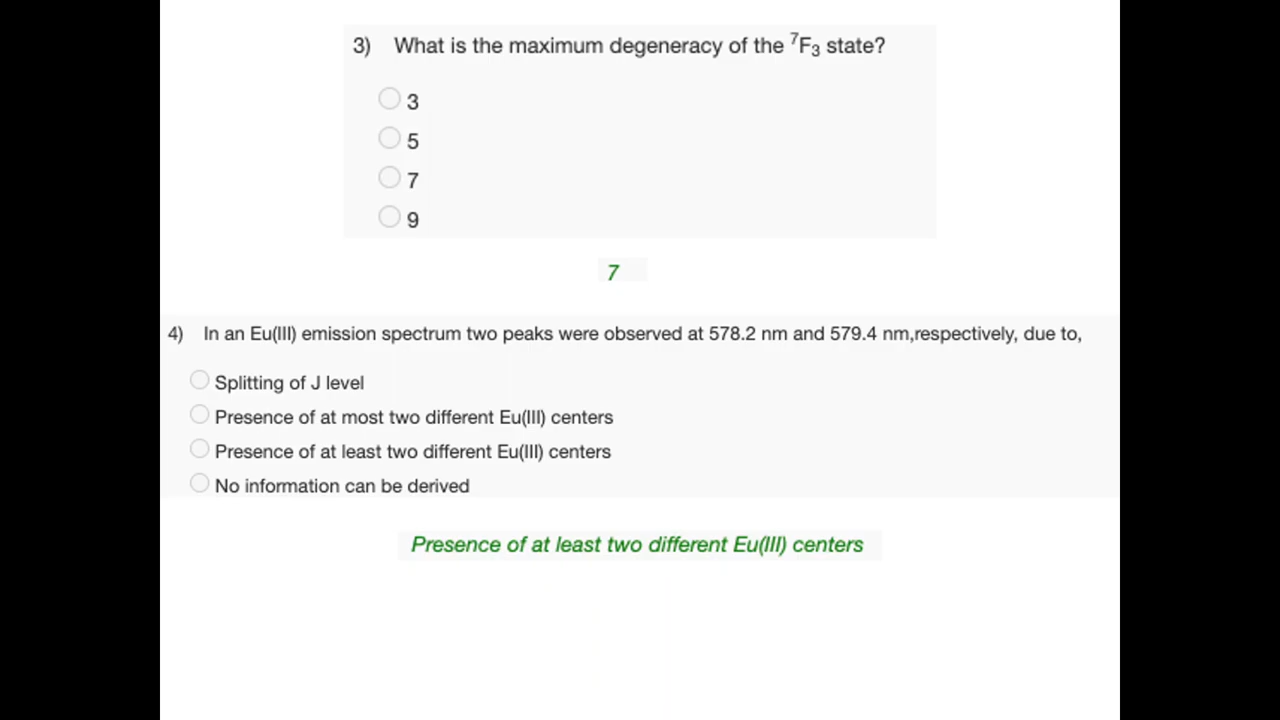 3) What is the maximum degeneracy of the ⁷F₃ state?
3
5
7
9
7
4) In an Eu(III) emission spectrum two peaks were observed at 578.2 nm and 579.4 nm,respectively, due to,
Splitting of J level
Presence of at most two different Eu(III) centers
Presence of at least two different Eu(III) centers
No information can be derived
Presence of at least two different Eu(III) centers